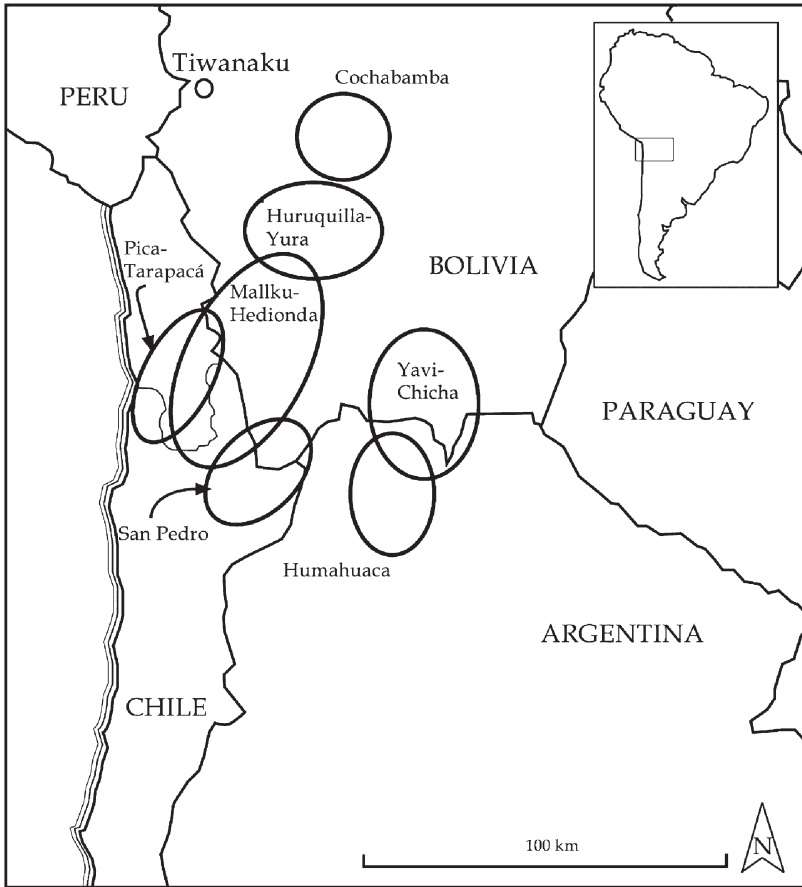 Tiwanaku
PERU
Cochabamba
Huruquilla-
Yura
Pica-
Tarapacá
BOLIVIA
Mallku-
Hedionda
Yavi-
Chicha
PARAGUAY
San Pedro
Humahuaca
ARGENTINA
CHILE
100 km
N